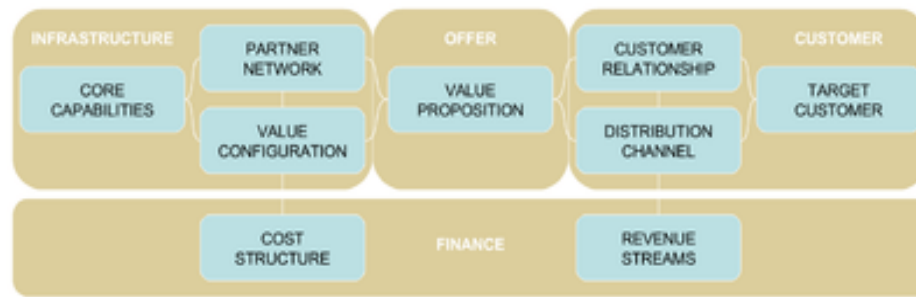 INFRASTRUCTURE
CORE
CAPABILITIES
PARTNER
NETWORK
VALUE
CONFIGURATION
OFFER
VALUE
PROPOSITION
CUSTOMER
RELATIONSHIP
DISTRIBUTION
CHANNEL
CUSTOMER
TARGET
CUSTOMER
COST
STRUCTURE
FINANCE
REVENUE
STREAMS